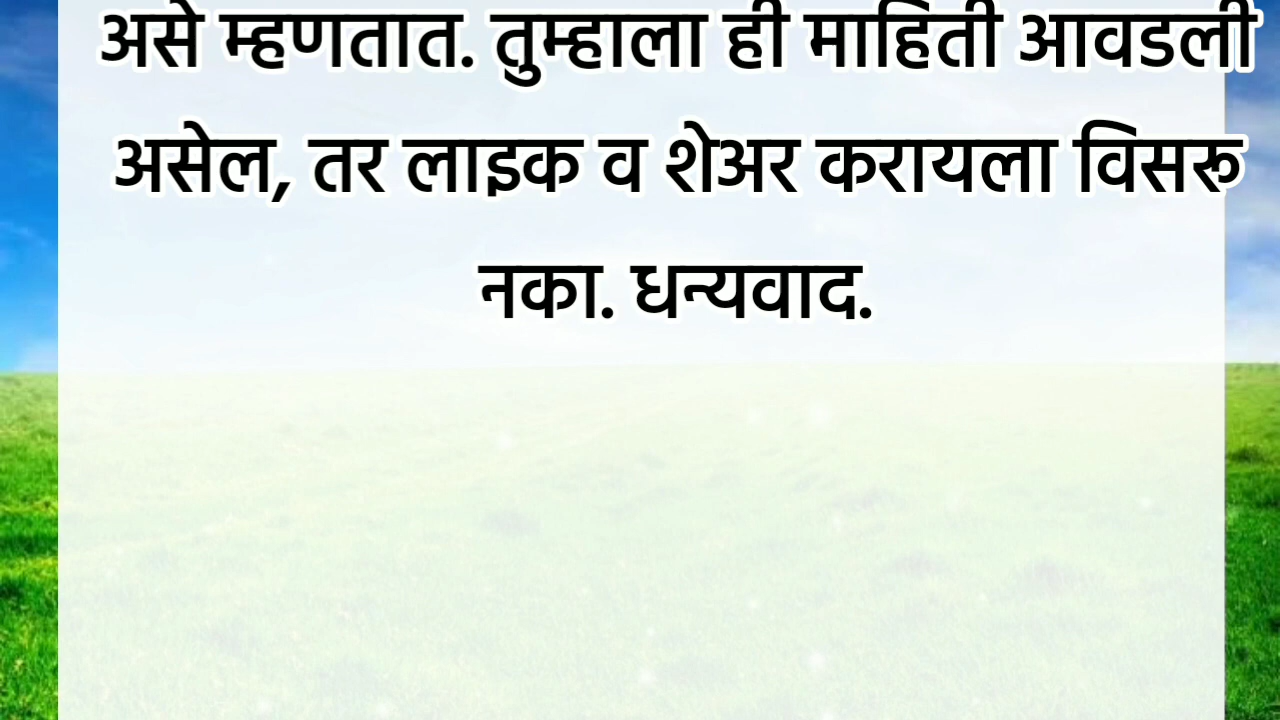 असे म्हणतात. तुम्हाला ही माहिती आवडली
असेल, तर लाइक व शेअर करायला विसरू
नका. धन्यवाद.